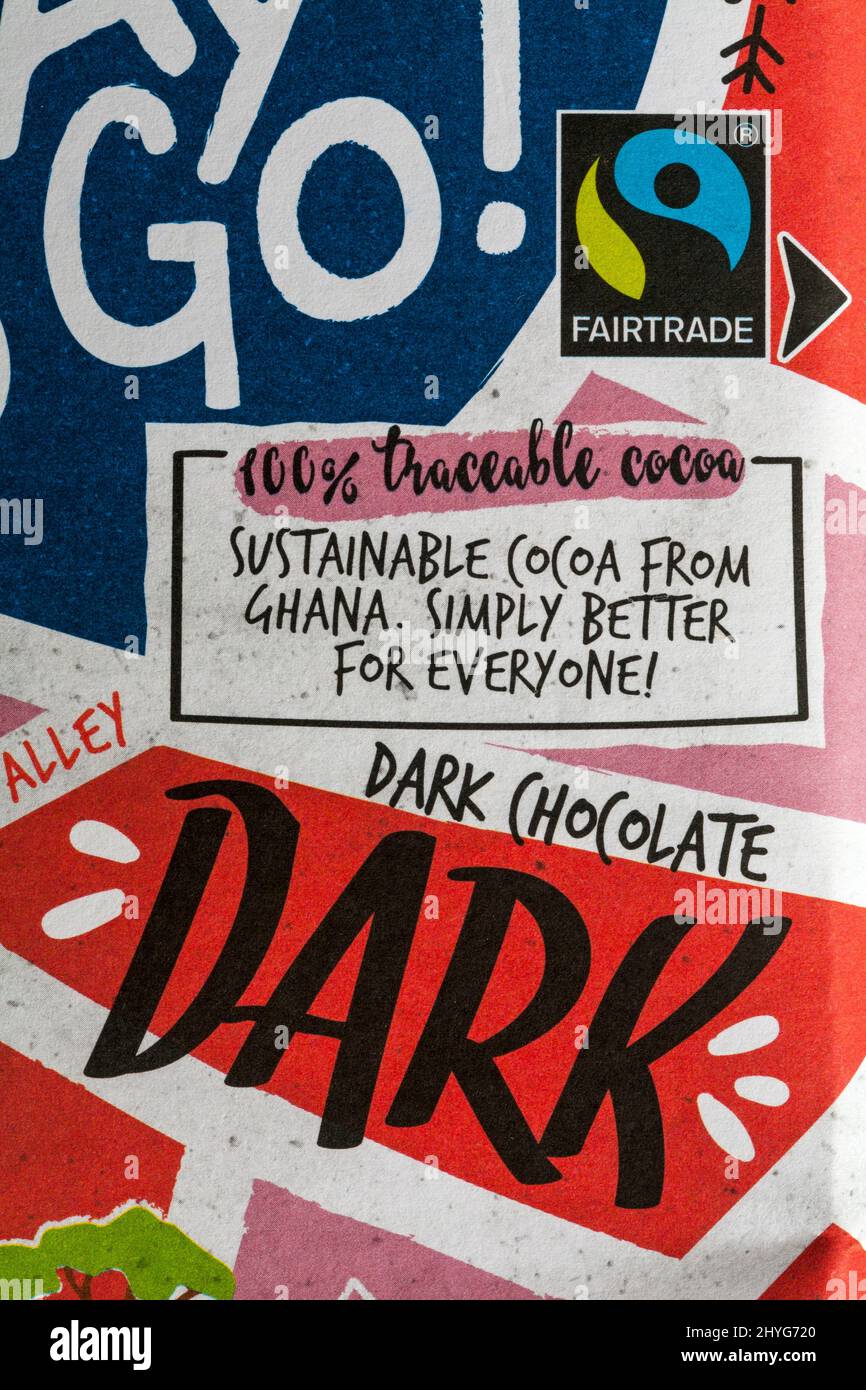 AY
GO!
®
FAIRTRADE
100% traceable cocoa
SUSTAINABLE COCOA FROM
GHANA. SIMPLY BETTER
FOR EVERYONE!
ALLEY
DARK CHOCOLATE
DARK
alamy
Image ID: 2HYG720
www.alamy.com